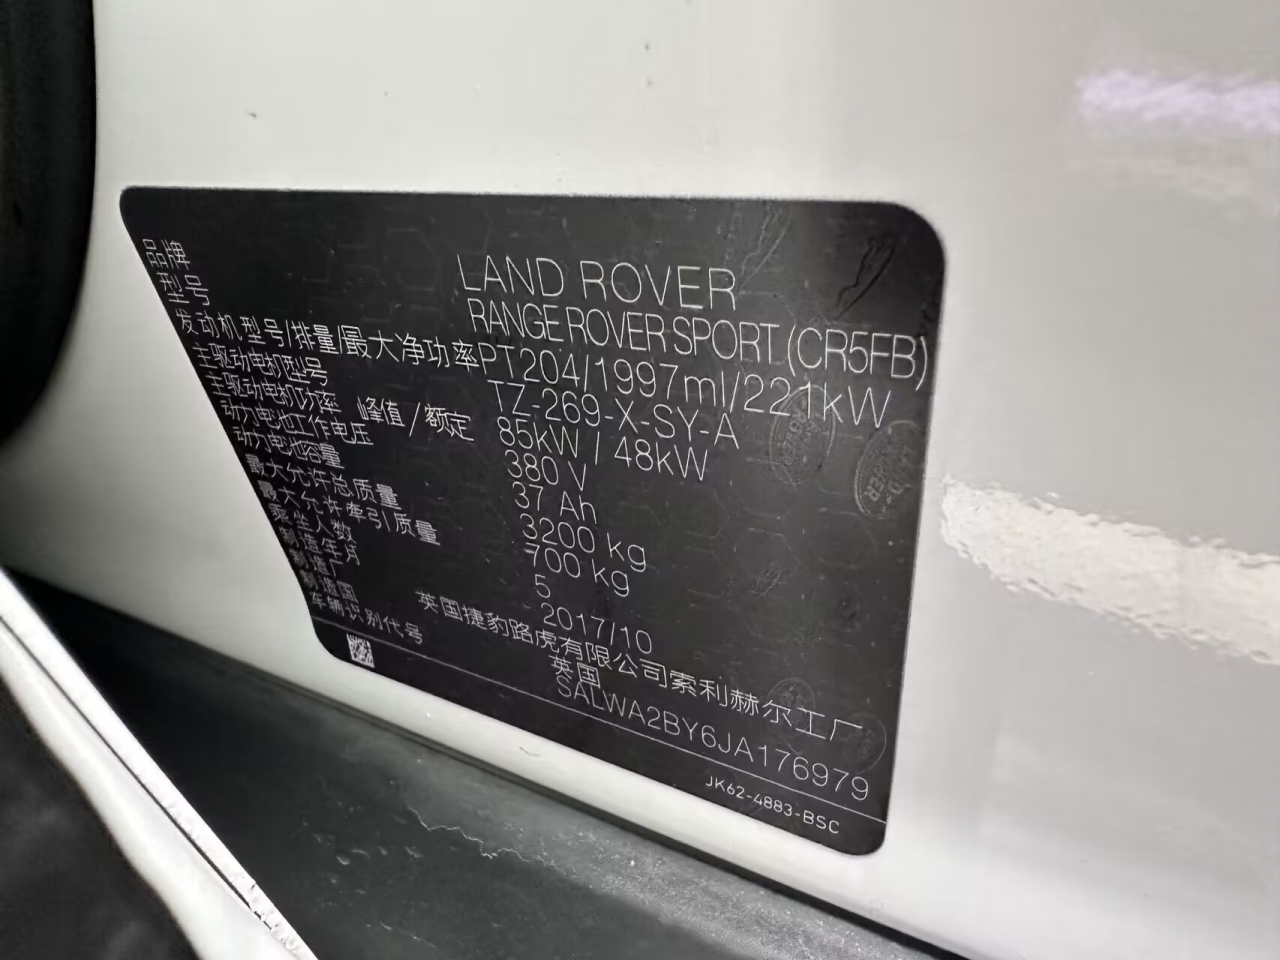 品牌 LAND ROVER
型号 RANGE ROVER SPORT (CR5FB)
发动机型号/排量/最大净功率 PT204/1997ml/221kW
主驱动电机型号 TZ-269-X-SY-A
主驱动电机功率 峰值/额定 85kW / 48kW
动力电池工作电压 380 V
动力电池容量 37 Ah
最大允许总质量 3200 kg
最大允许牵引质量 700 kg
乘坐人数 5
制造年月 2017/10
制造厂 英国捷豹路虎有限公司索利赫尔工厂
制造国 英国
车辆识别代号 SALWA2BY6JA176979
JK62-4883-BSC